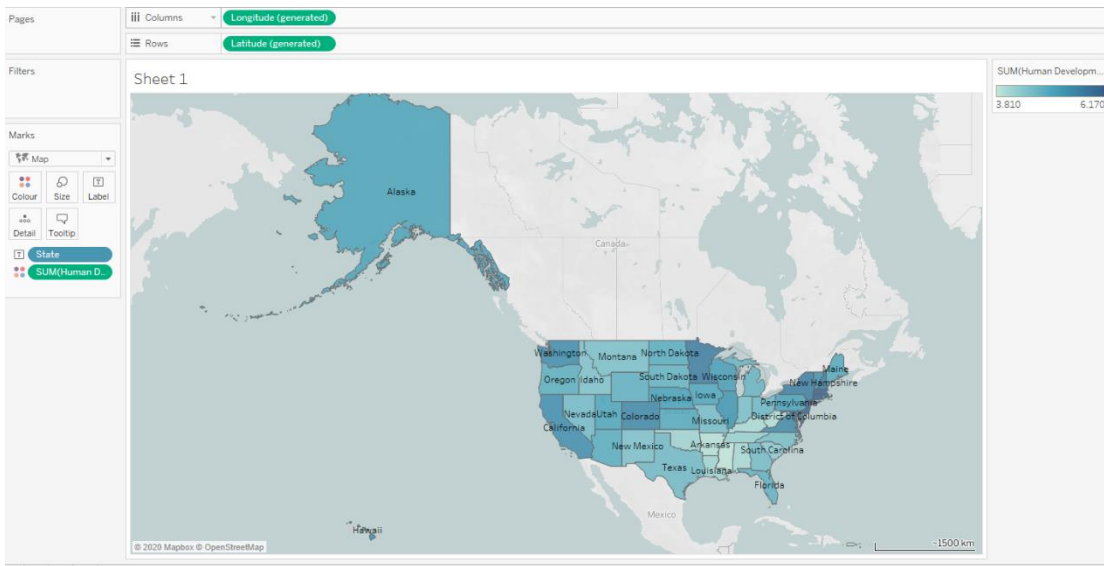 Pages
Columns
Longitude (generated)
Rows
Latitude (generated)
Filters
Sheet 1
SUM(Human Developm...
3.810 6.170
Marks
Map
Colour Size Label
Detail Tooltip
State
SUM(Human D..
Alaska
Canada
Washington
Montana
North Dakota
Maine
Oregon
Idaho
South Dakota
Wisconsin
New Hampshire
Nebraska
Iowa
Pennsylvania
Nevada
Utah
Colorado
Missouri
District of Columbia
California
New Mexico
Arkansas
South Carolina
Texas
Louisiana
Florida
Mexico
Hawaii
© 2020 Mapbox © OpenStreetMap
~1500 km